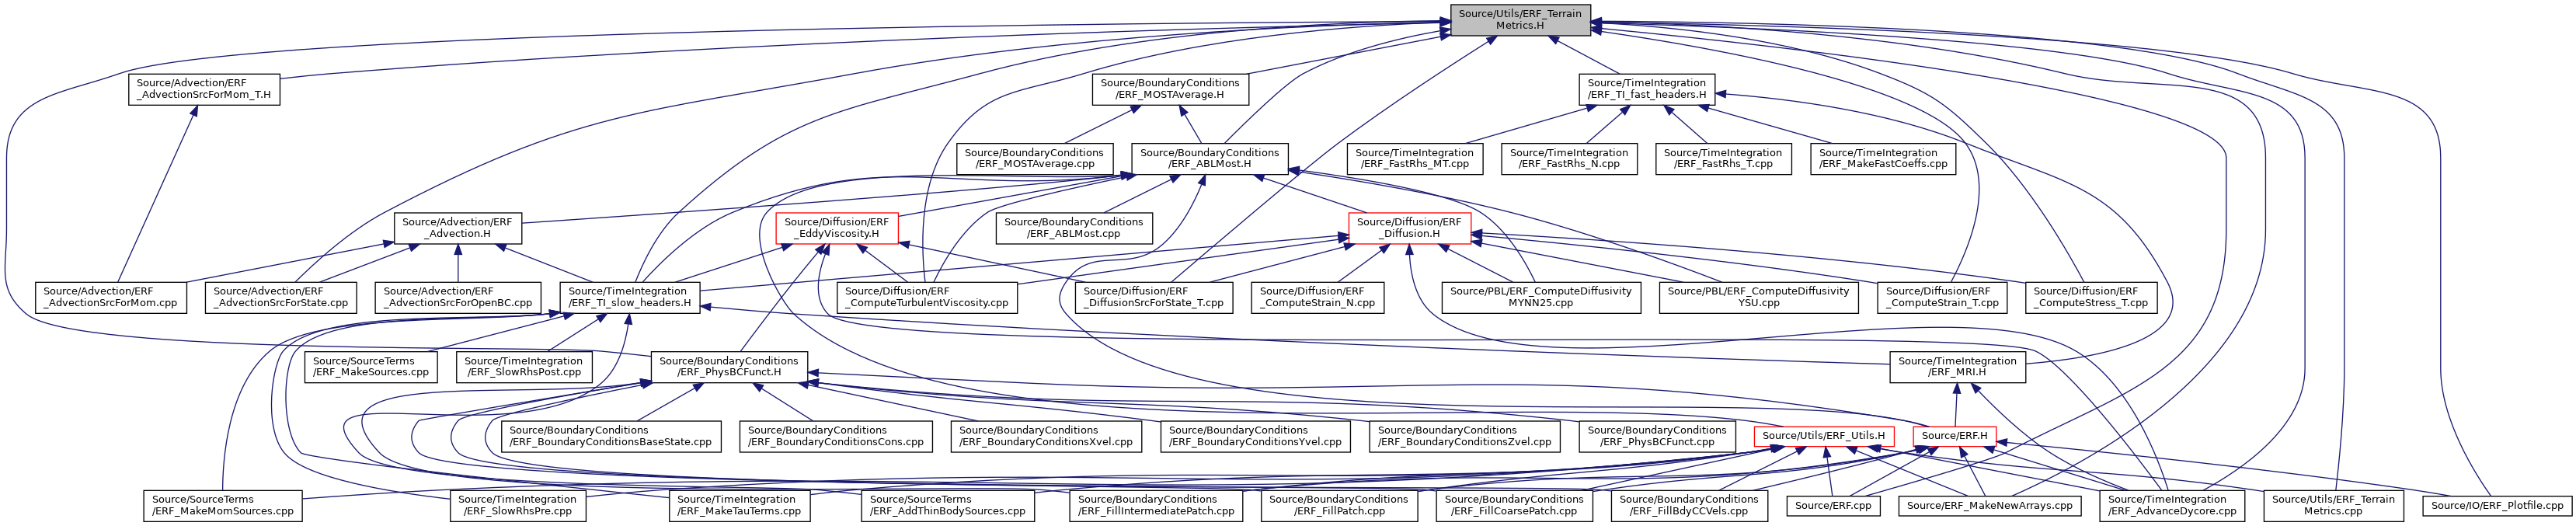 Source/Utils/ERF_Terrain
Metrics.H
Source/Advection/ERF
_AdvectionSrcForMom_T.H
Source/BoundaryConditions
/ERF_MOSTAverage.H
Source/TimeIntegration
/ERF_TI_fast_headers.H
Source/BoundaryConditions
/ERF_MOSTAverage.cpp
Source/BoundaryConditions
/ERF_ABLMost.H
Source/TimeIntegration
/ERF_FastRhs_MT.cpp
Source/TimeIntegration
/ERF_FastRhs_N.cpp
Source/TimeIntegration
/ERF_FastRhs_T.cpp
Source/TimeIntegration
/ERF_MakeFastCoeffs.cpp
Source/Advection/ERF
_Advection.H
Source/Diffusion/ERF
_EddyViscosity.H
Source/BoundaryConditions
/ERF_ABLMost.cpp
Source/Diffusion/ERF
_Diffusion.H
Source/Advection/ERF
_AdvectionSrcForMom.cpp
Source/Advection/ERF
_AdvectionSrcForState.cpp
Source/Advection/ERF
_AdvectionSrcForOpenBC.cpp
Source/TimeIntegration
/ERF_TI_slow_headers.H
Source/Diffusion/ERF
_ComputeTurbulentViscosity.cpp
Source/Diffusion/ERF
_DiffusionSrcForState_T.cpp
Source/Diffusion/ERF
_ComputeStrain_N.cpp
Source/PBL/ERF_ComputeDiffusivity
MYNN25.cpp
Source/PBL/ERF_ComputeDiffusivity
YSU.cpp
Source/Diffusion/ERF
_ComputeStrain_T.cpp
Source/Diffusion/ERF
_ComputeStress_T.cpp
Source/SourceTerms
/ERF_MakeSources.cpp
Source/TimeIntegration
/ERF_SlowRhsPost.cpp
Source/BoundaryConditions
/ERF_PhysBCFunct.H
Source/TimeIntegration
/ERF_MRI.H
Source/BoundaryConditions
/ERF_BoundaryConditionsBaseState.cpp
Source/BoundaryConditions
/ERF_BoundaryConditionsCons.cpp
Source/BoundaryConditions
/ERF_BoundaryConditionsXvel.cpp
Source/BoundaryConditions
/ERF_BoundaryConditionsYvel.cpp
Source/BoundaryConditions
/ERF_BoundaryConditionsZvel.cpp
Source/BoundaryConditions
/ERF_PhysBCFunct.cpp
Source/Utils/ERF_Utils.H
Source/ERF.H
Source/SourceTerms
/ERF_MakeMomSources.cpp
Source/TimeIntegration
/ERF_SlowRhsPre.cpp
Source/TimeIntegration
/ERF_MakeTauTerms.cpp
Source/SourceTerms
/ERF_AddThinBodySources.cpp
Source/BoundaryConditions
/ERF_FillIntermediatePatch.cpp
Source/BoundaryConditions
/ERF_FillPatch.cpp
Source/BoundaryConditions
/ERF_FillCoarsePatch.cpp
Source/BoundaryConditions
/ERF_FillBdyCCVels.cpp
Source/ERF.cpp
Source/ERF_MakeNewArrays.cpp
Source/TimeIntegration
/ERF_AdvanceDycore.cpp
Source/Utils/ERF_Terrain
Metrics.cpp
Source/IO/ERF_Plotfile.cpp